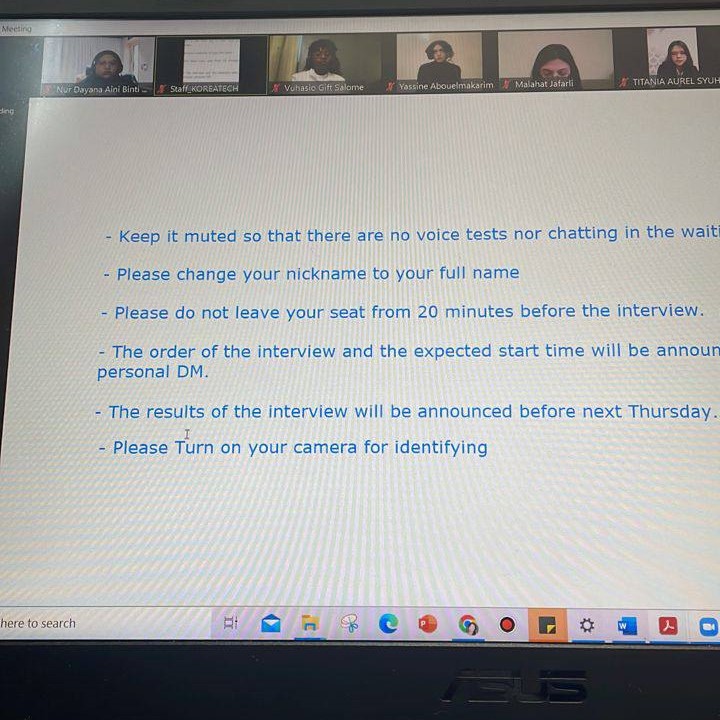 Meeting
Nur Dayana Aini Binti ...
Staff_KOREATECH
Vuhasio Gift Salome
Yassine Abouelmakarim
Malahat Jafarli
TITANIA AUREL SYUH
ding
- Keep it muted so that there are no voice tests nor chatting in the waiti
- Please change your nickname to your full name
- Please do not leave your seat from 20 minutes before the interview.
- The order of the interview and the expected start time will be announ
personal DM.
- The results of the interview will be announced before next Thursday.
- Please Turn on your camera for identifying
here to search
ASUS